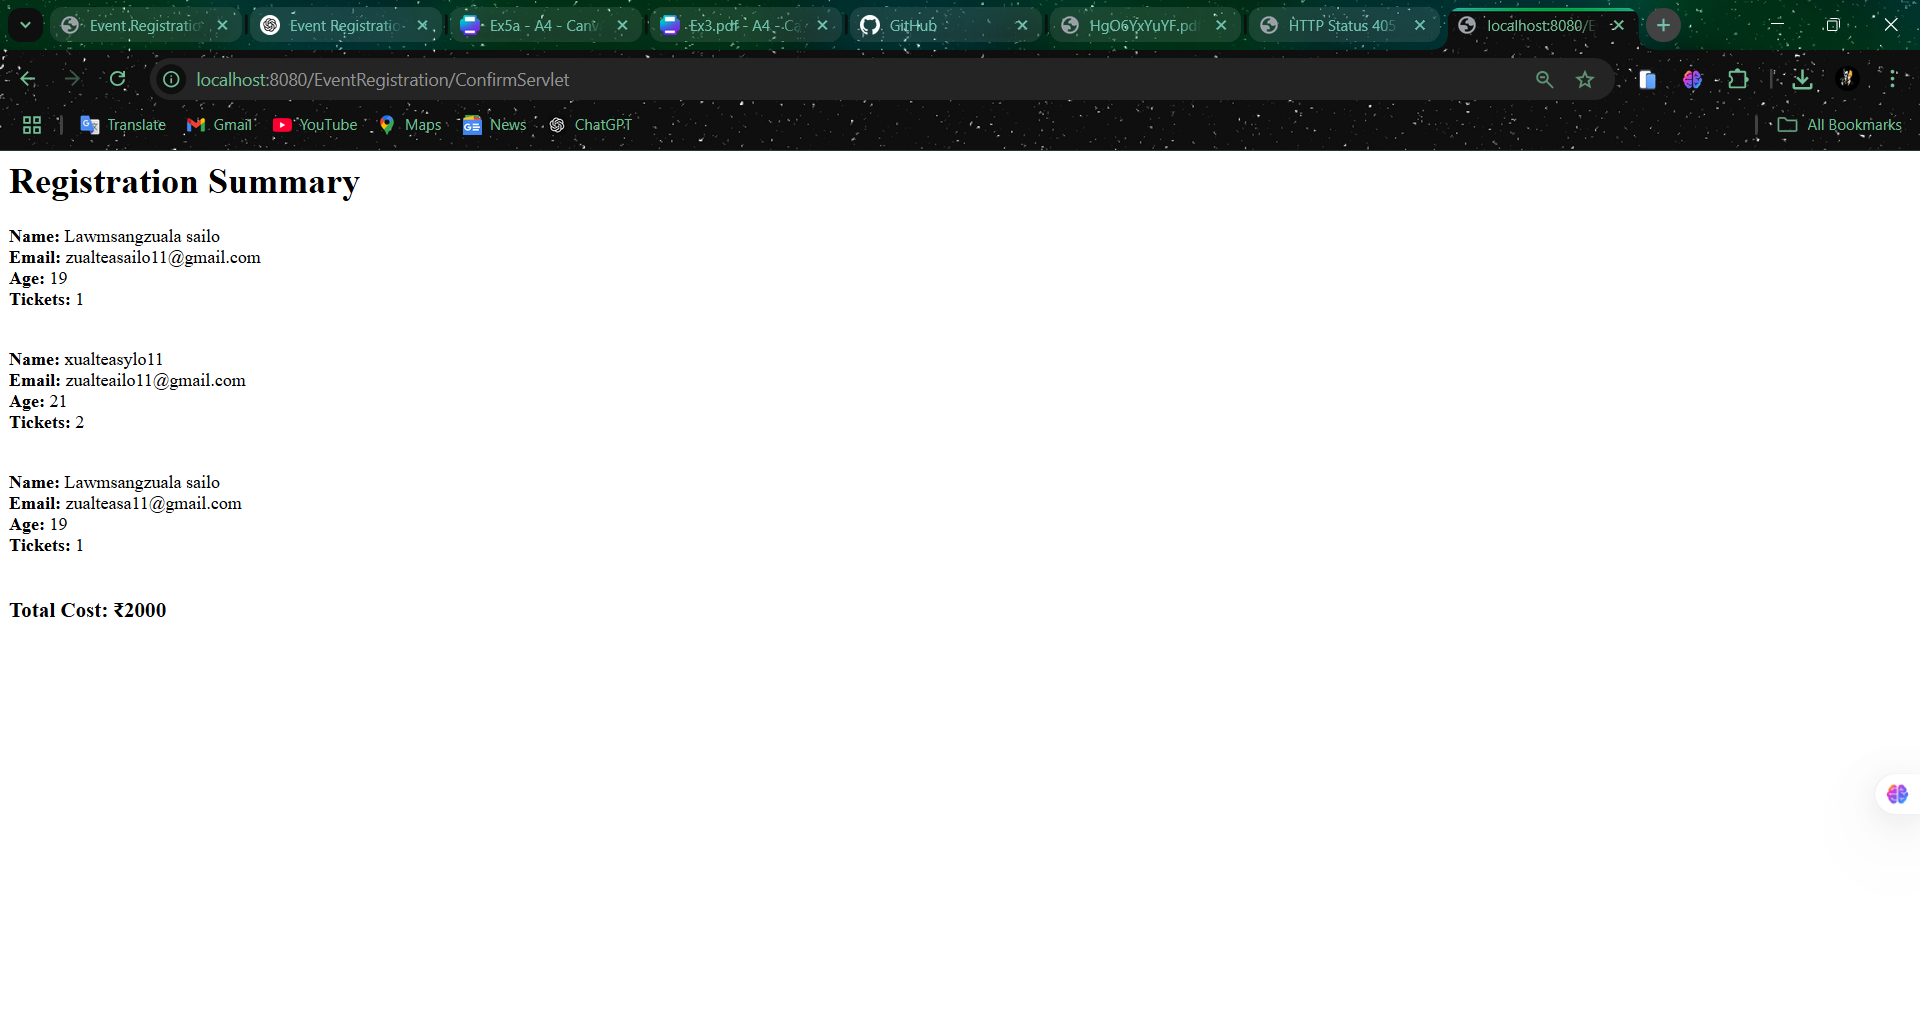 Event Registratio
Event Registratio
Ex5a - A4 - Canv
Ex3.pdf - A4 - Ca
GitHub
HgO6YxYuYF.pd
HTTP Status 405
localhost:8080/E
localhost:8080/EventRegistration/ConfirmServlet
Translate
Gmail
YouTube
Maps
News
ChatGPT
All Bookmarks
Registration Summary
Name: Lawmsangzuala sailo
Email: zualteasailo11@gmail.com
Age: 19
Tickets: 1
Name: xualteasylo11
Email: zualteailo11@gmail.com
Age: 21
Tickets: 2
Name: Lawmsangzuala sailo
Email: zualteasa11@gmail.com
Age: 19
Tickets: 1
Total Cost: ₹2000